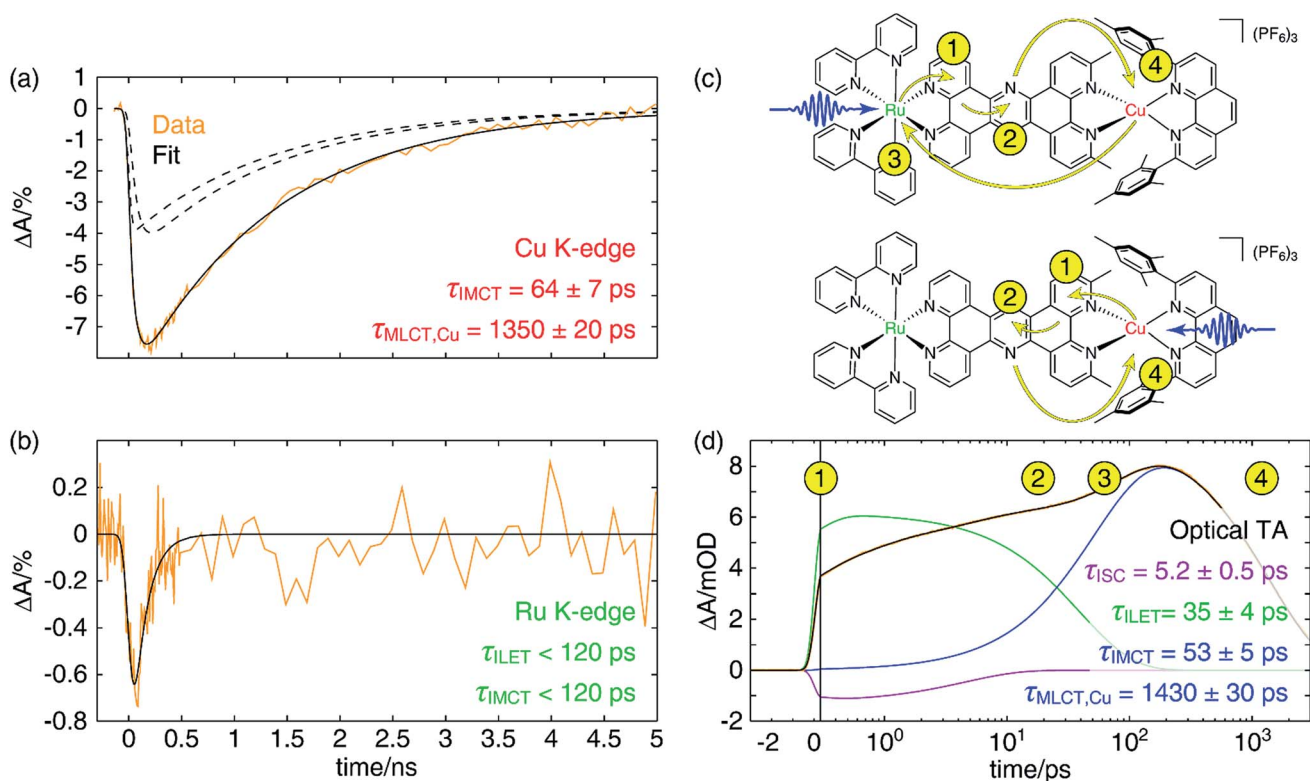 (a)
1
0
-1
-2
-3
-4
-5
-6
-7
ΔA/%
Data
Fit
Cu K-edge
τIMCT = 64 ± 7 ps
τMLCT,Cu = 1350 ± 20 ps
(b)
0.2
0
-0.2
-0.4
-0.6
-0.8
ΔA/%
Ru K-edge
τILET < 120 ps
τIMCT < 120 ps
0
0.5
1
1.5
2
2.5
3
3.5
4
4.5
5
time/ns
(c)
1
4
(PF6)3
N N N N N N
Ru
Cu
N N N N N N
2
3
1
(PF6)3
2
N N N N N N
Ru
Cu
N N N N N N
4
(d)
8
6
4
2
0
-2
ΔA/mOD
1
2
3
4
Optical TA
τISC = 5.2 ± 0.5 ps
τILET= 35 ± 4 ps
τIMCT = 53 ± 5 ps
τMLCT,Cu = 1430 ± 30 ps
-2
0
10^0
10^1
10^2
10^3
time/ps